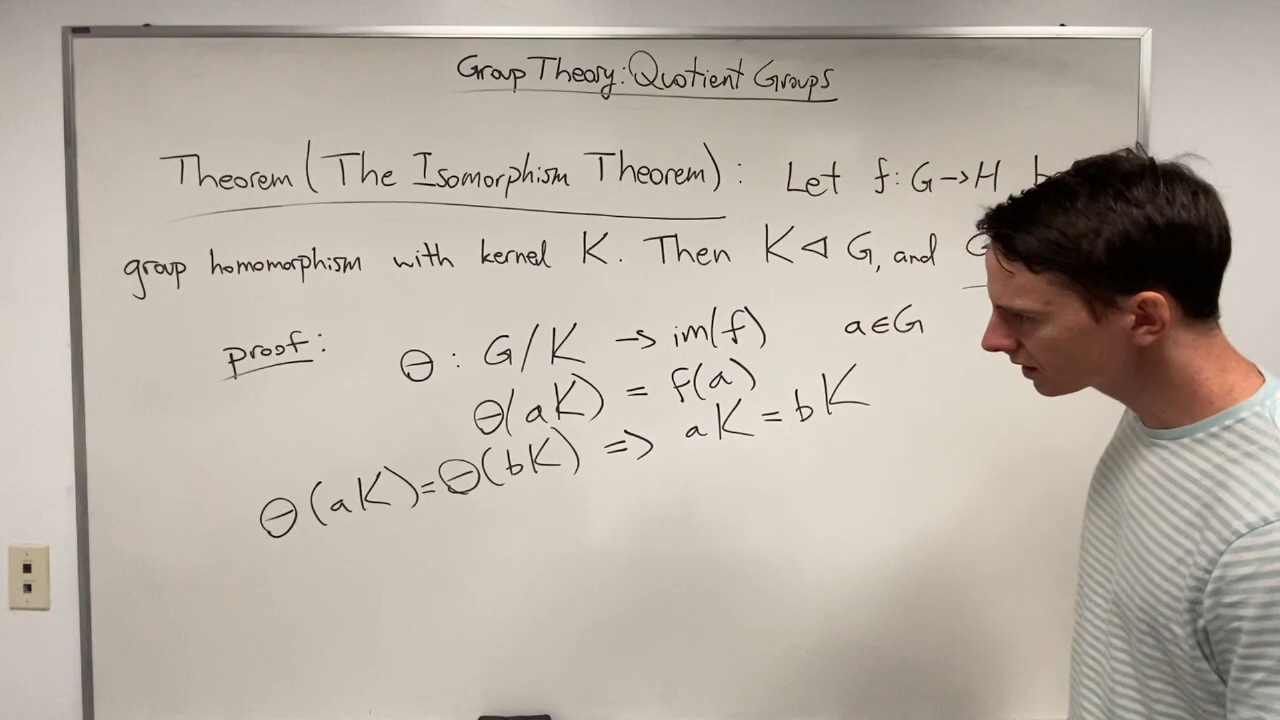 Group Theory: Quotient Groups
Theorem (The Isomorphism Theorem): Let f: G→H
group homomorphism with kernel K. Then K ⊲ G, and
proof: Θ : G/K → im(f) a∈G
Θ(aK) = f(a)
Θ(aK)=Θ(bK) => aK = bK